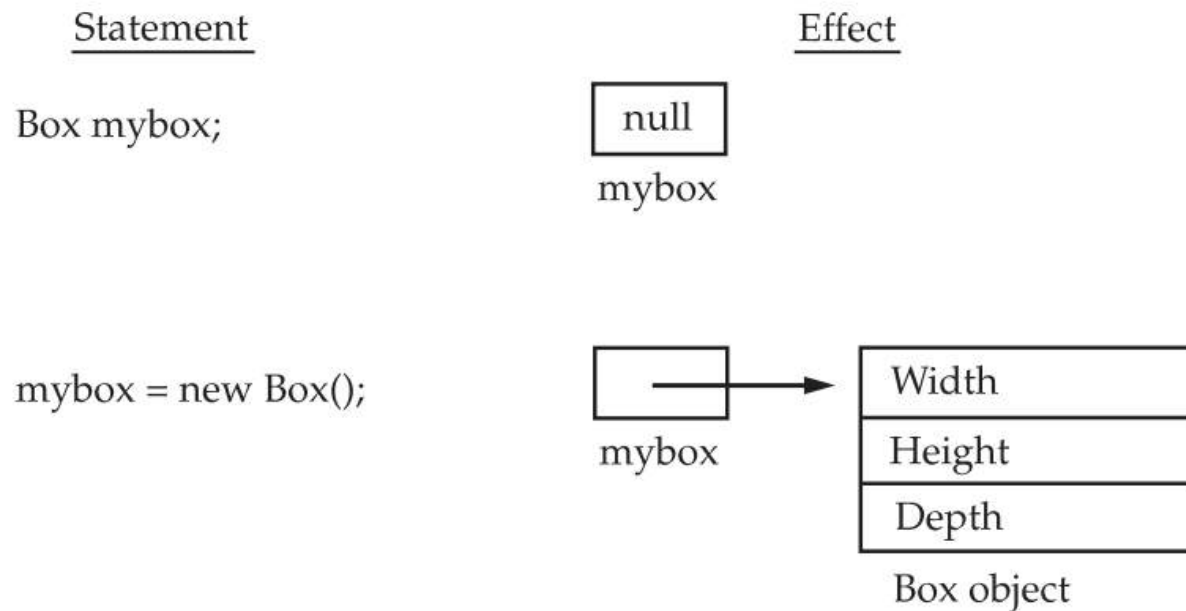 Statement
Effect
Box mybox;
null
mybox
mybox = new Box();
mybox
Width
Height
Depth
Box object